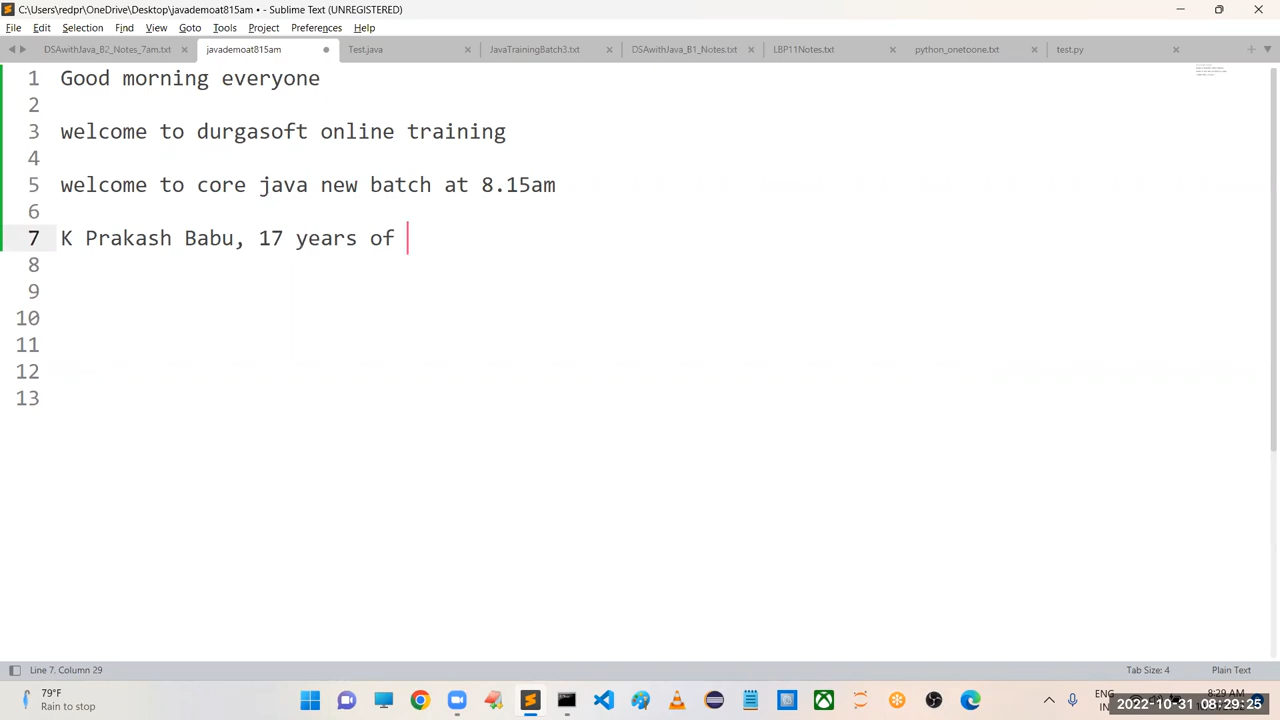 C:\Users\redpr\OneDrive\Desktop\javademoat815am • - Sublime Text (UNREGISTERED)
File Edit Selection Find View Goto Tools Project Preferences Help
DSAwithJava_B2_Notes_7am.txt javademoat815am Test.java JavaTrainingBatch3.txt DSAwithJava_B1_Notes.txt LBP11Notes.txt python_onetoone.txt test.py
1 Good morning everyone
2
3 welcome to durgasoft online training
4
5 welcome to core java new batch at 8.15am
6
7 K Prakash Babu, 17 years of
8
9
10
11
12
13
Line 7, Column 29 Tab Size: 4 Plain Text
79°F
Rain to stop
ENG
IN
8:29 AM
2022-10-31 08:29:25